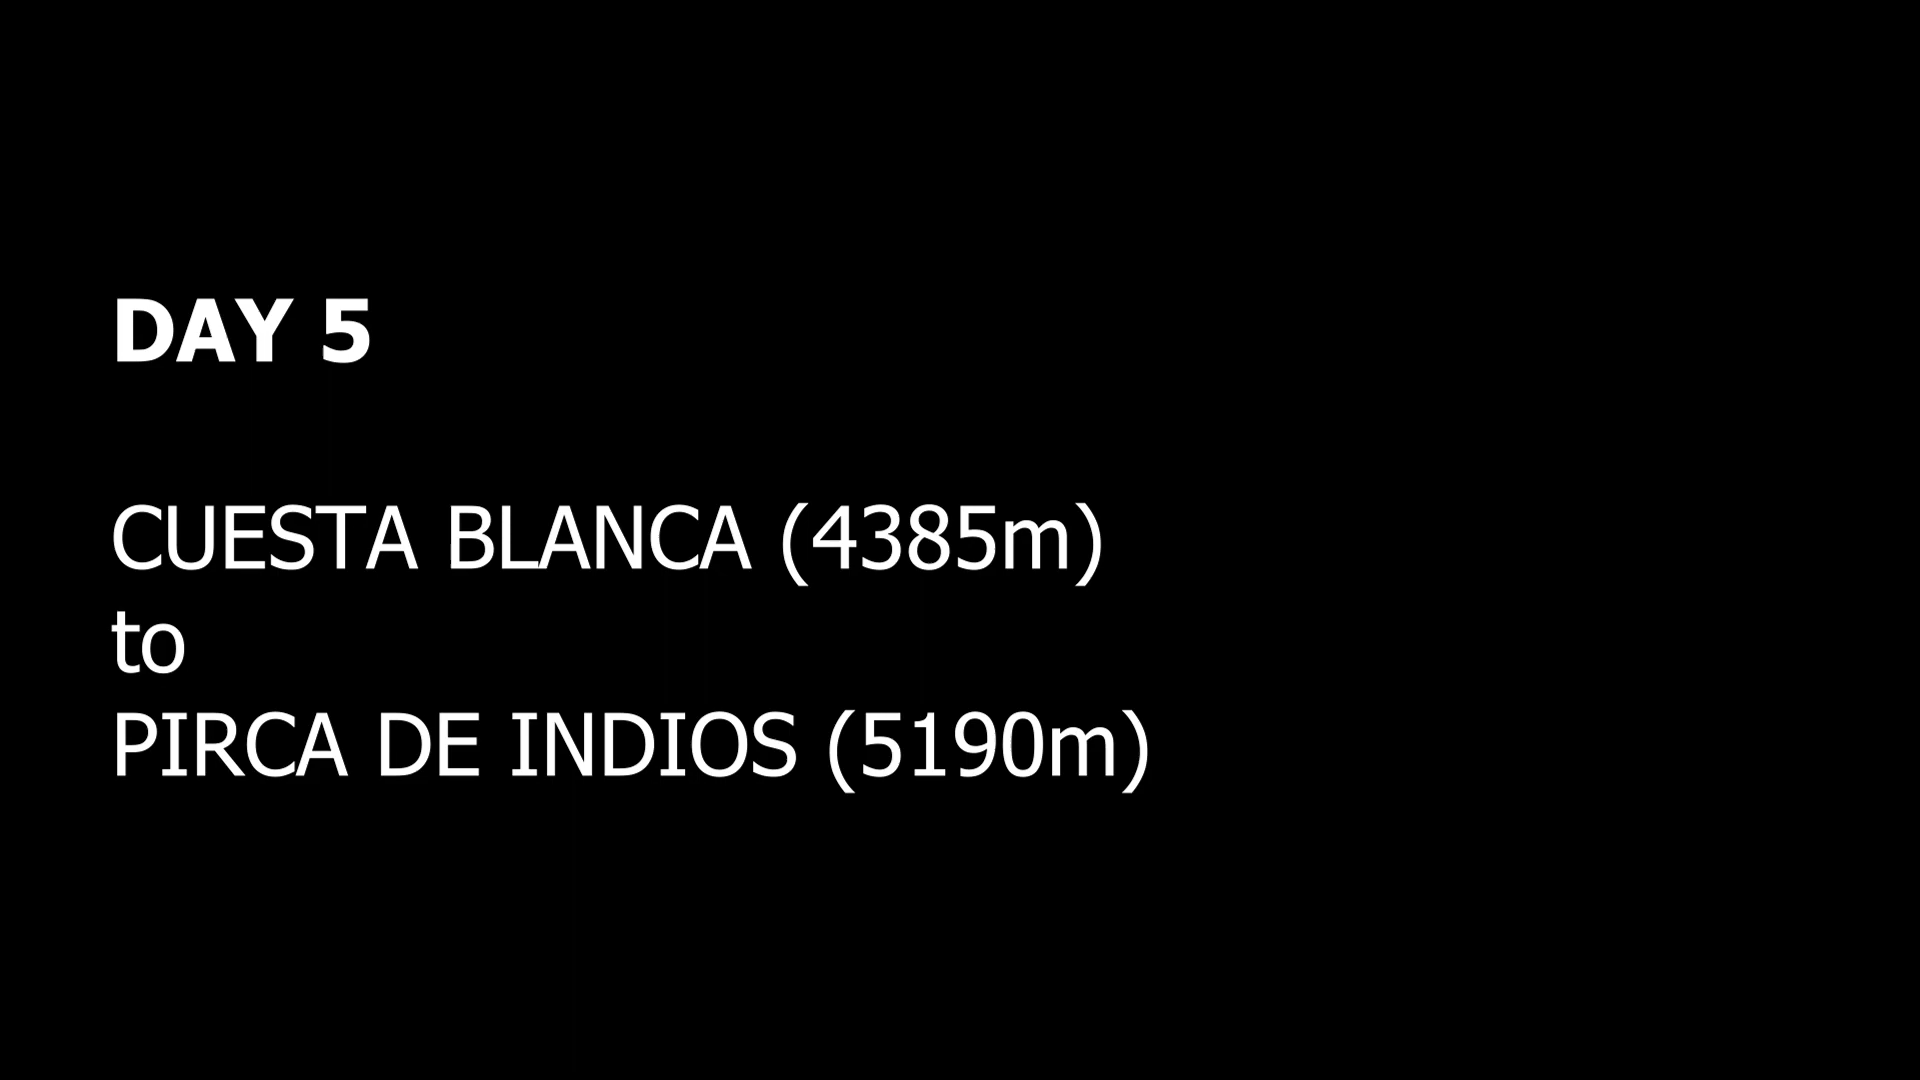 DAY 5
CUESTA BLANCA (4385m)
to
PIRCA DE INDIOS (5190m)